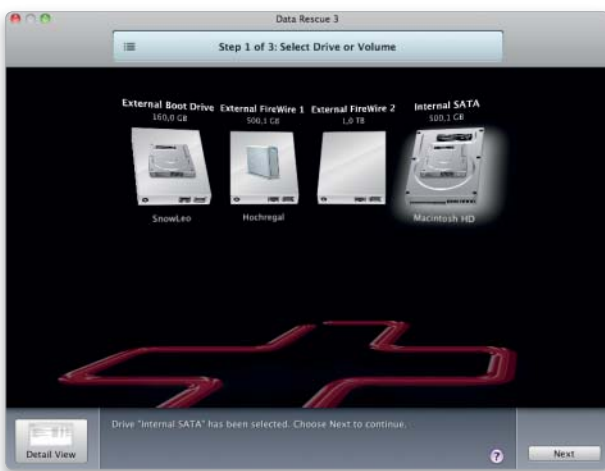 Data Rescue 3
Step 1 of 3: Select Drive or Volume
External Boot Drive
160,0 GB
SnowLeo
External FireWire 1
500,1 GB
Hochregal
External FireWire 2
1,0 TB
Internal SATA
500,1 GB
Macintosh HD
Drive "Internal SATA" has been selected. Choose Next to continue.
Detail View
?
Next